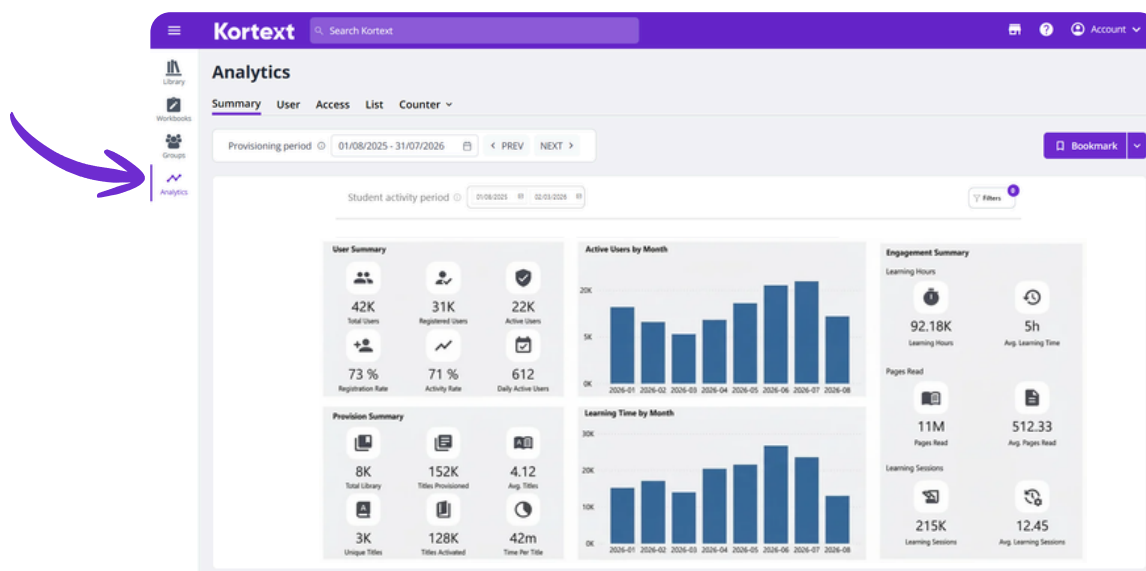 Kortext
Search Kortext
Account
Library
Workbooks
Groups
Analytics
Analytics
Summary User Access List Counter
Provisioning period 01/08/2025 - 31/07/2026 PREV NEXT
Bookmark
Student activity period 01/08/2025 02/03/2026
Filters 0
User Summary
42K 31K 22K
Total Users Registered Users Active Users
73 % 71 % 612
Registration Rate Activity Rate Daily Active Users
Active Users by Month
20K
5K
0K
2026-01 2026-02 2026-03 2026-04 2026-05 2026-06 2026-07 2026-08
Engagement Summary
Learning Hours
92.18K 5h
Learning Hours Avg. Learning Time
Pages Read
11M 512.33
Pages Read Avg. Pages Read
Learning Sessions
215K 12.45
Learning Sessions Avg. Learning Sessions
Provision Summary
8K 152K 4.12
Total Library Titles Provisioned Avg. Titles
3K 128K 42m
Unique Titles Titles Activated Time Per Title
Learning Time by Month
30K
20K
10K
0K
2026-01 2026-02 2026-03 2026-04 2026-05 2026-06 2026-07 2026-08